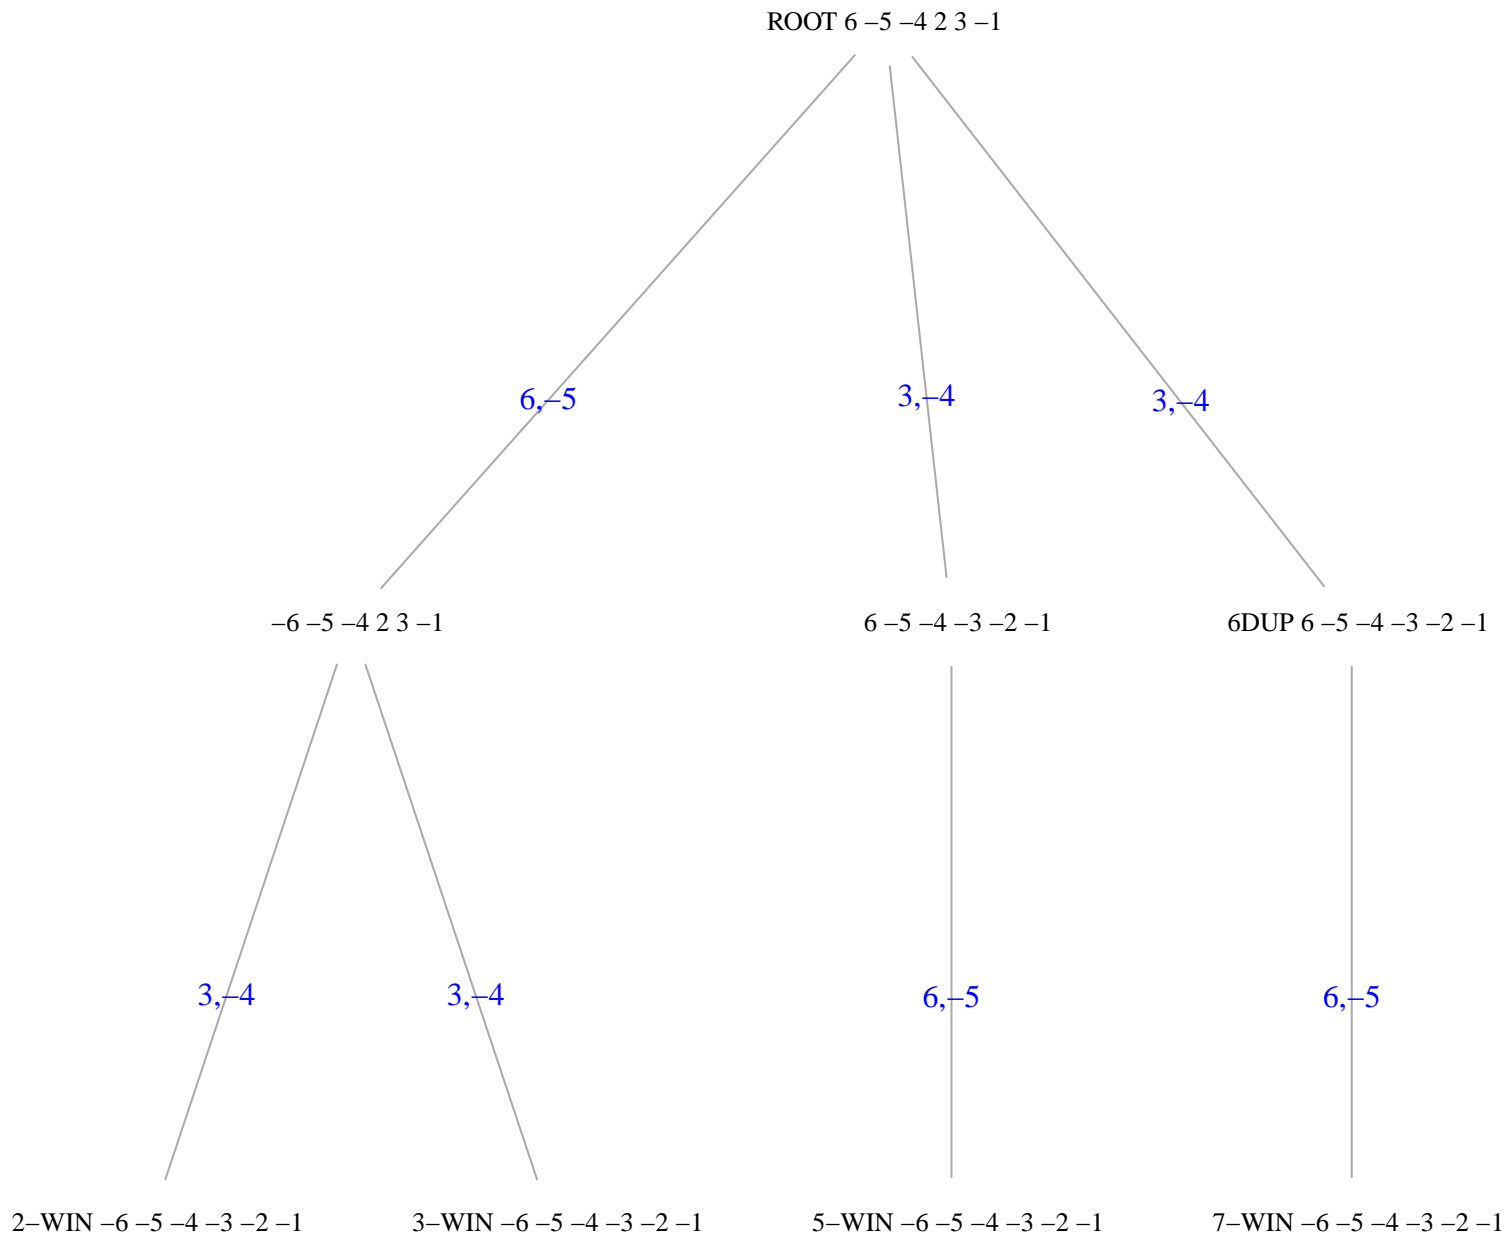 ROOT 6 –5 –4 2 3 –1
6,–5
3,–4
3,–4
–6 –5 –4 2 3 –1
6 –5 –4 –3 –2 –1
6DUP 6 –5 –4 –3 –2 –1
3,–4
3,–4
6,–5
6,–5
2–WIN –6 –5 –4 –3 –2 –1
3–WIN –6 –5 –4 –3 –2 –1
5–WIN –6 –5 –4 –3 –2 –1
7–WIN –6 –5 –4 –3 –2 –1